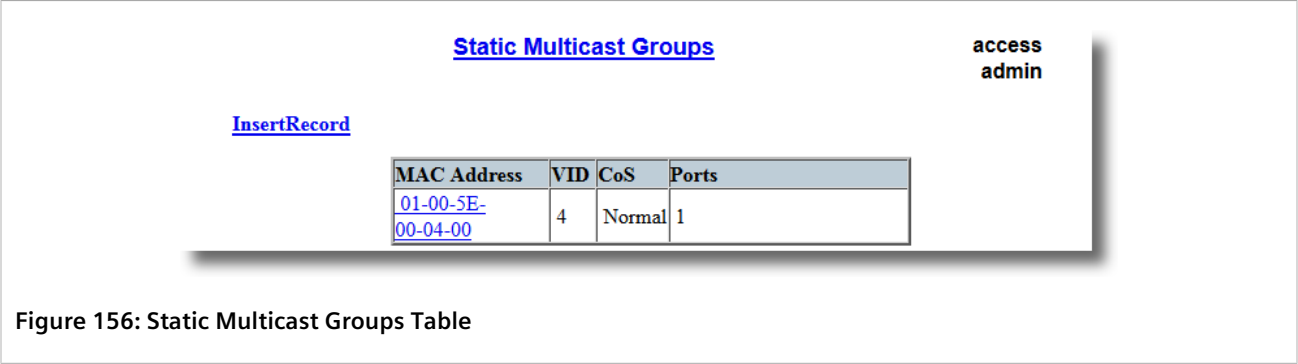 Static Multicast Groups
access
admin
InsertRecord
MAC Address VID CoS Ports
01-00-5E-
00-04-00 4 Normal 1
Figure 156: Static Multicast Groups Table